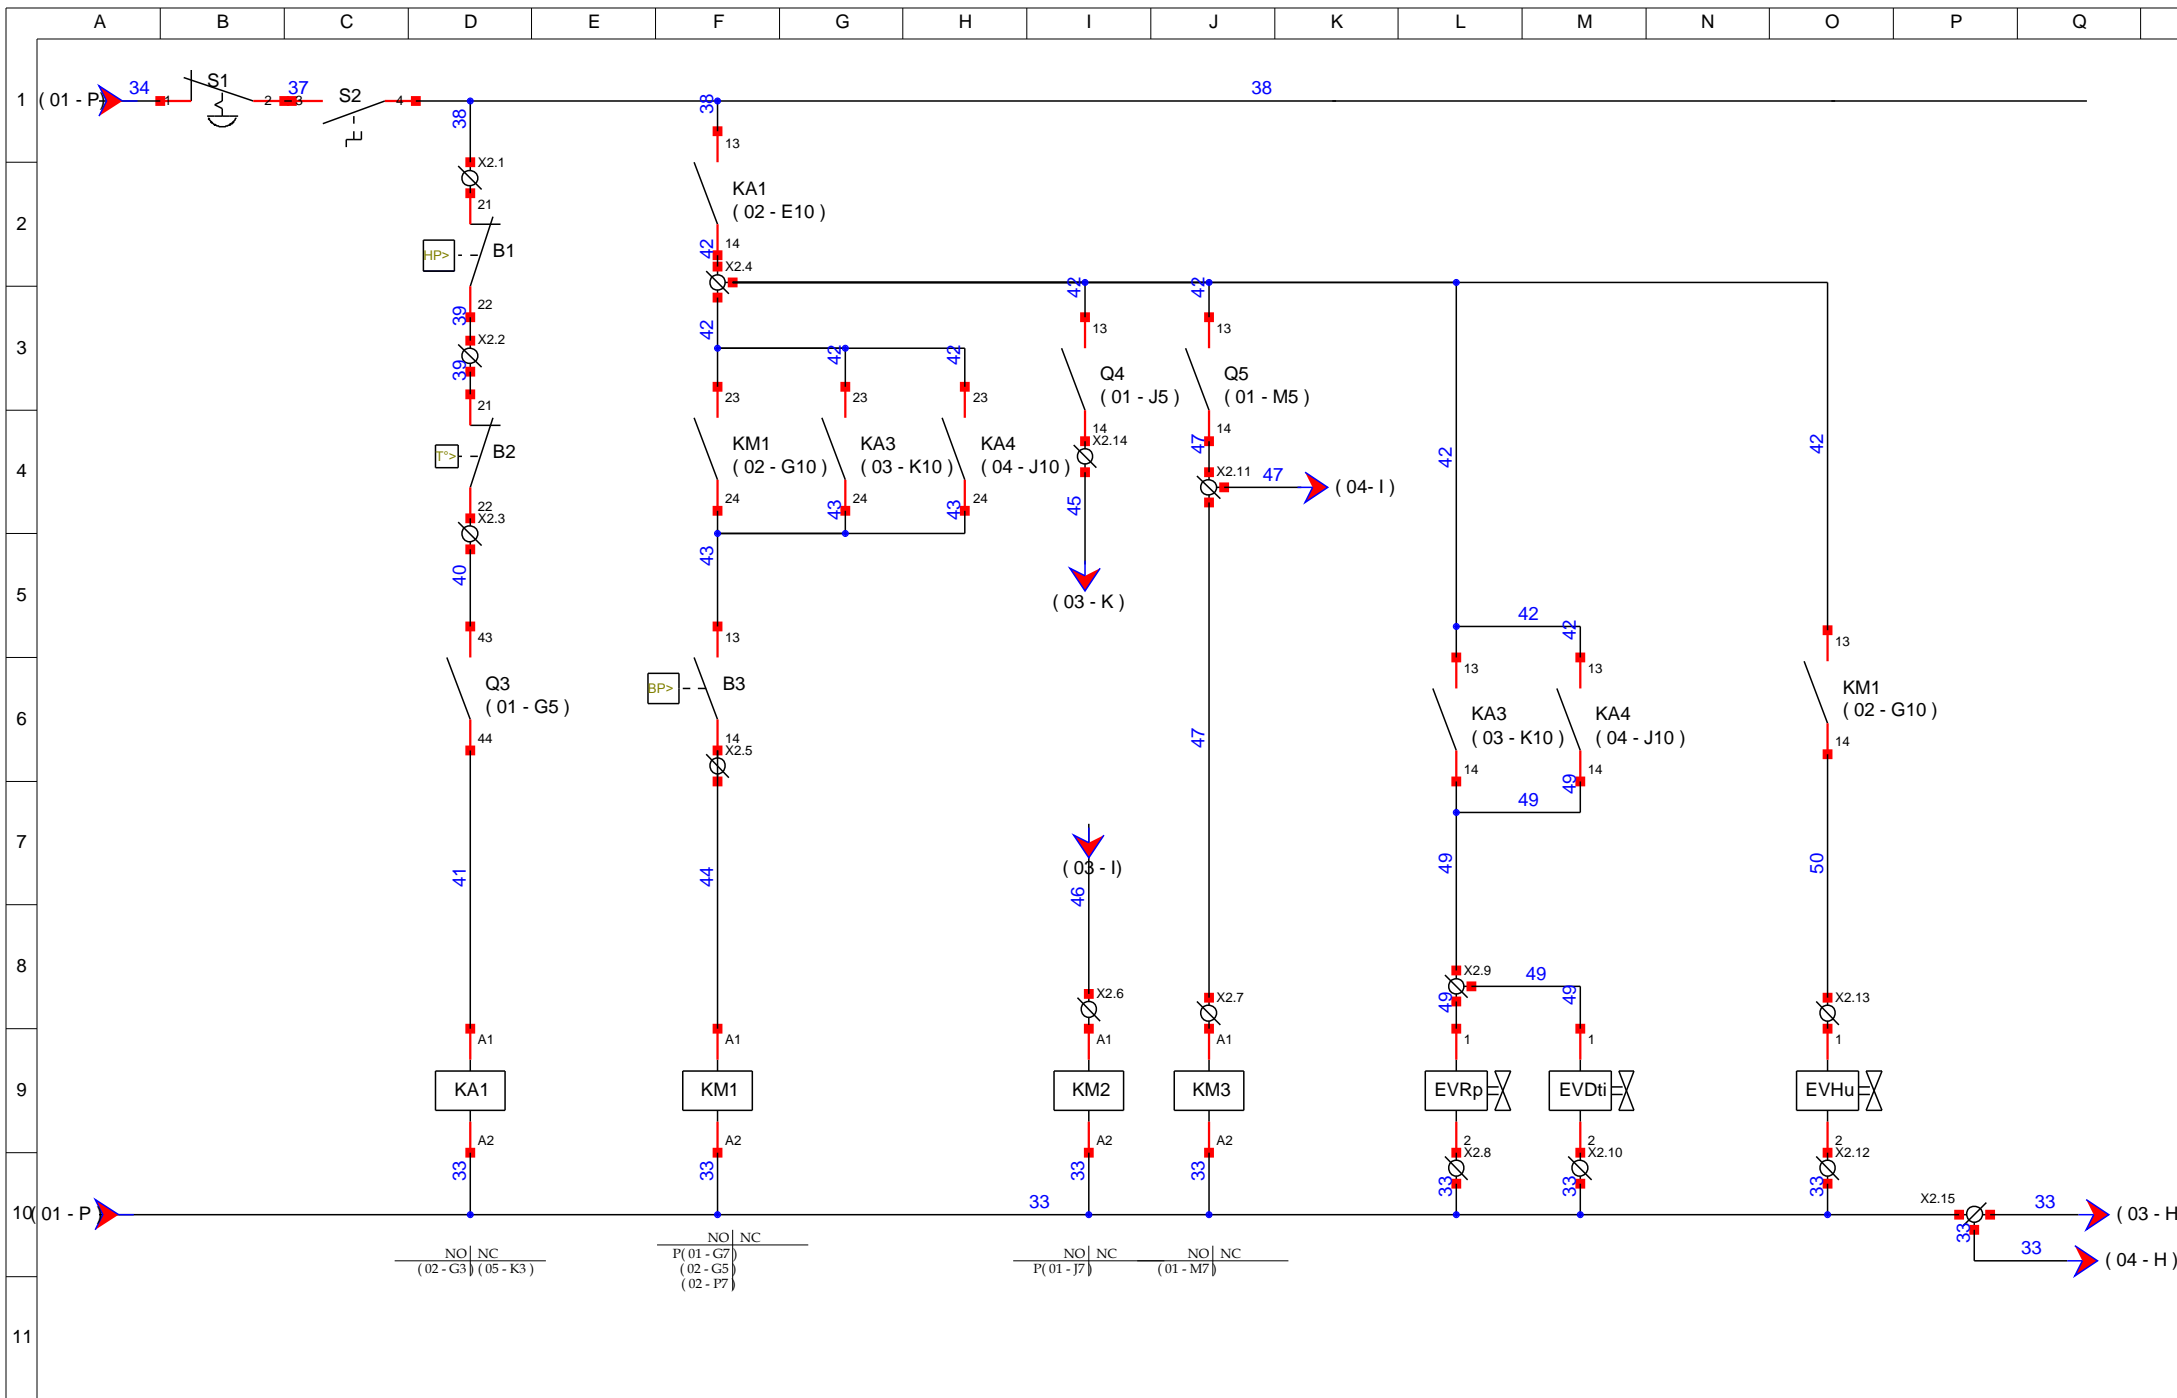 A B C D E F G H I J K L M N O P Q
1 ( 01 - P) 34 1 S1 2 37 3 S2 4 38
38 38 13
X2.1
21 KA1
2 ( 02 - E10 )
HP> B1 42 14
X2.4
22 42 42
39 X2.2 42 13 13
3 39 42 42 Q4 Q5
21 23 23 23 ( 01 - J5 ) ( 01 - M5 )
14 14
T°> B2 KM1 KA3 KA4 X2.14 47
4 ( 02 - G10 ) ( 03 - K10 ) ( 04 - J10 ) X2.11 47 ( 04- I ) 42 42
22 24 24 24 45
X2.3 43 43
40 43
5 ( 03 - K )
42 42
43 13 13
13 13
Q3 BP> B3 KM1
6 ( 01 - G5 ) KA3 KA4 ( 02 - G10 )
44 14 47 ( 03 - K10 ) ( 04 - J10 ) 14
X2.5 14 14
49 49
7
41 44 ( 03 - I) 49 50
46
8 X2.9 49
X2.6 X2.7 49 49 X2.13
A1 A1 A1 A1 1 1 1
9 KA1 KM1 KM2 KM3 EVRp EVDti EVHu
A2 A2 A2 A2 2 2 2
X2.8 X2.10 X2.12
33 33 33 33 33 33 33
10 ( 01 - P 33 X2.15 33 33 ( 03 - H
33 ( 04 - H )
NO NC NO NC NO NC NO NC
( 02 - G3 ) ( 05 - K3 ) P( 01 - G7 ) P( 01 - J7 ) ( 01 - M7 )
( 02 - G5 )
( 02 - P7 )
11